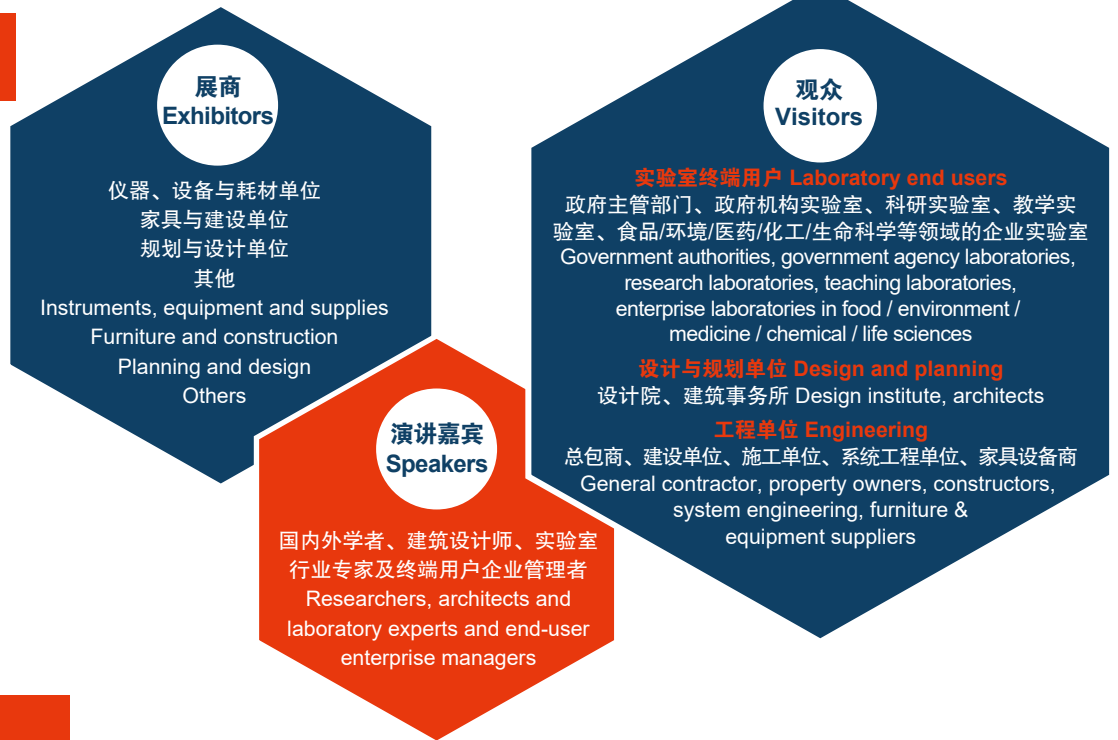 展商
Exhibitors
仪器、设备与耗材单位
家具与建设单位
规划与设计单位
其他
Instruments, equipment and supplies
Furniture and construction
Planning and design
Others
观众
Visitors
实验室终端用户 Laboratory end users
政府主管部门、政府机构实验室、科研实验室、教学实
验室、食品/环境/医药/化工/生命科学等领域的企业实验室
Government authorities, government agency laboratories,
research laboratories, teaching laboratories,
enterprise laboratories in food / environment /
medicine / chemical / life sciences
设计与规划单位 Design and planning
设计院、建筑事务所 Design institute, architects
工程单位 Engineering
总包商、建设单位、施工单位、系统工程单位、家具设备商
General contractor, property owners, constructors,
system engineering, furniture &
equipment suppliers
演讲嘉宾
Speakers
国内外学者、建筑设计师、实验室
行业专家及终端用户企业管理者
Researchers, architects and
laboratory experts and end-user
enterprise managers